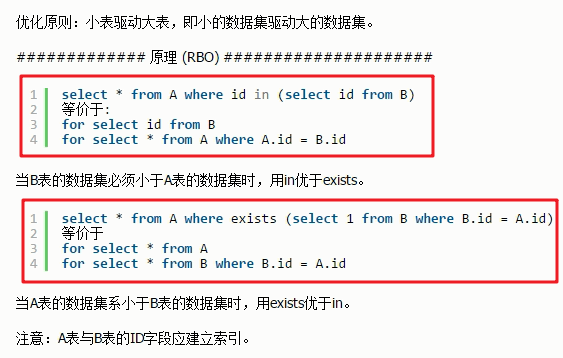 优化原则：小表驱动大表，即小的数据集驱动大的数据集。
############# 原理 (RBO) #####################
1 select * from A where id in (select id from B)
2 等价于:
3 for select id from B
4 for select * from A where A.id = B.id
当B表的数据集必须小于A表的数据集时，用in优于exists。
1 select * from A where exists (select 1 from B where B.id = A.id)
2 等价于
3 for select * from A
4 for select * from B where B.id = A.id
当A表的数据集系小于B表的数据集时，用exists优于in。
注意：A表与B表的ID字段应建立索引。